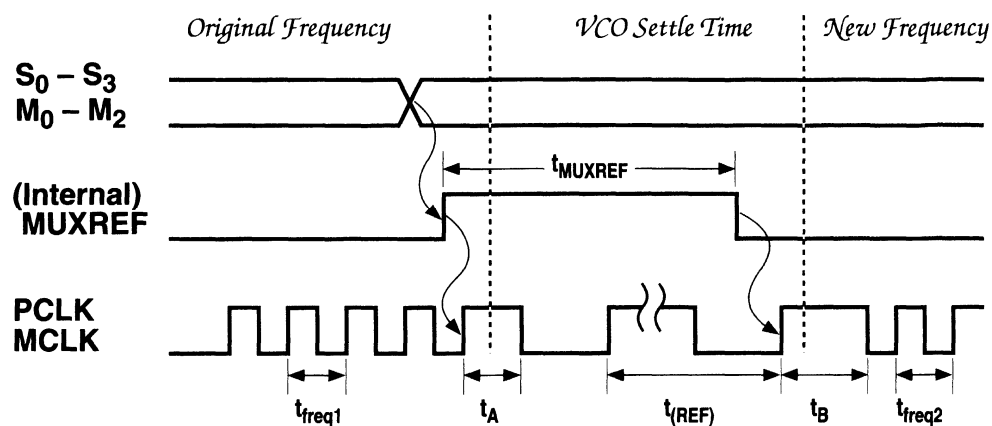 Original Frequency VCO Settle Time New Frequency
S0 – S3
M0 – M2
tMUXREF
(Internal)
MUXREF
PCLK
MCLK
tfreq1 tA t(REF) tB tfreq2